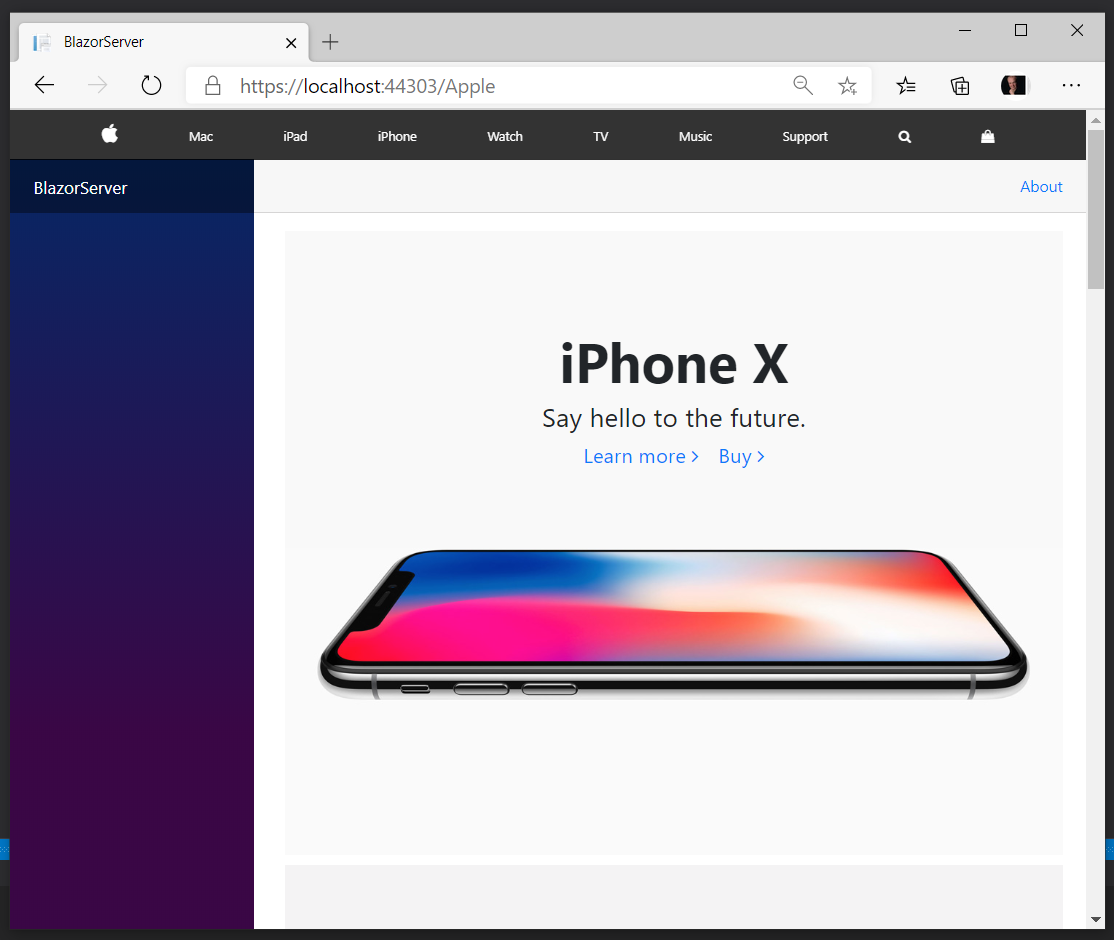 BlazorServer
https://localhost:44303/Apple
Mac iPad iPhone Watch TV Music Support
BlazorServer
About
iPhone X
Say hello to the future.
Learn more > Buy >